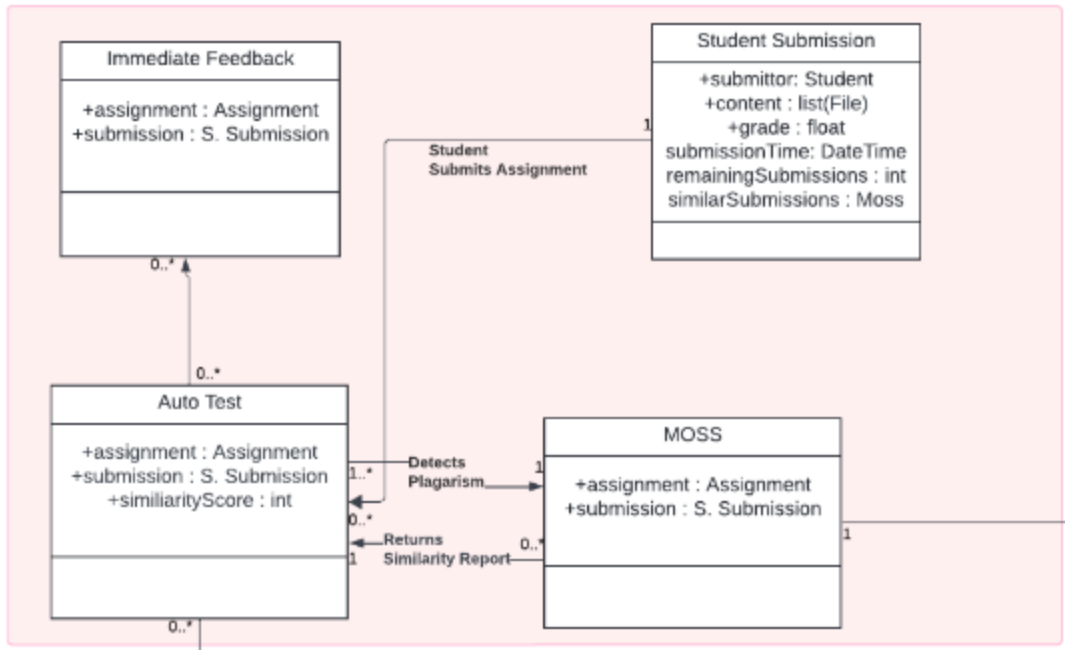 Immediate Feedback
+assignment : Assignment
+submission : S. Submission
0..*
0..*
Student Submission
+submittor: Student
+content : list(File)
+grade : float
submissionTime: DateTime
remainingSubmissions : int
similarSubmissions : Moss
1
Student
Submits Assignment
Auto Test
+assignment : Assignment
+submission : S. Submission
+similiarityScore : int
1..*
Detects
Plagarism
1
0..*
Returns
Similarity Report
0..*
1
0..*
MOSS
+assignment : Assignment
+submission : S. Submission
1